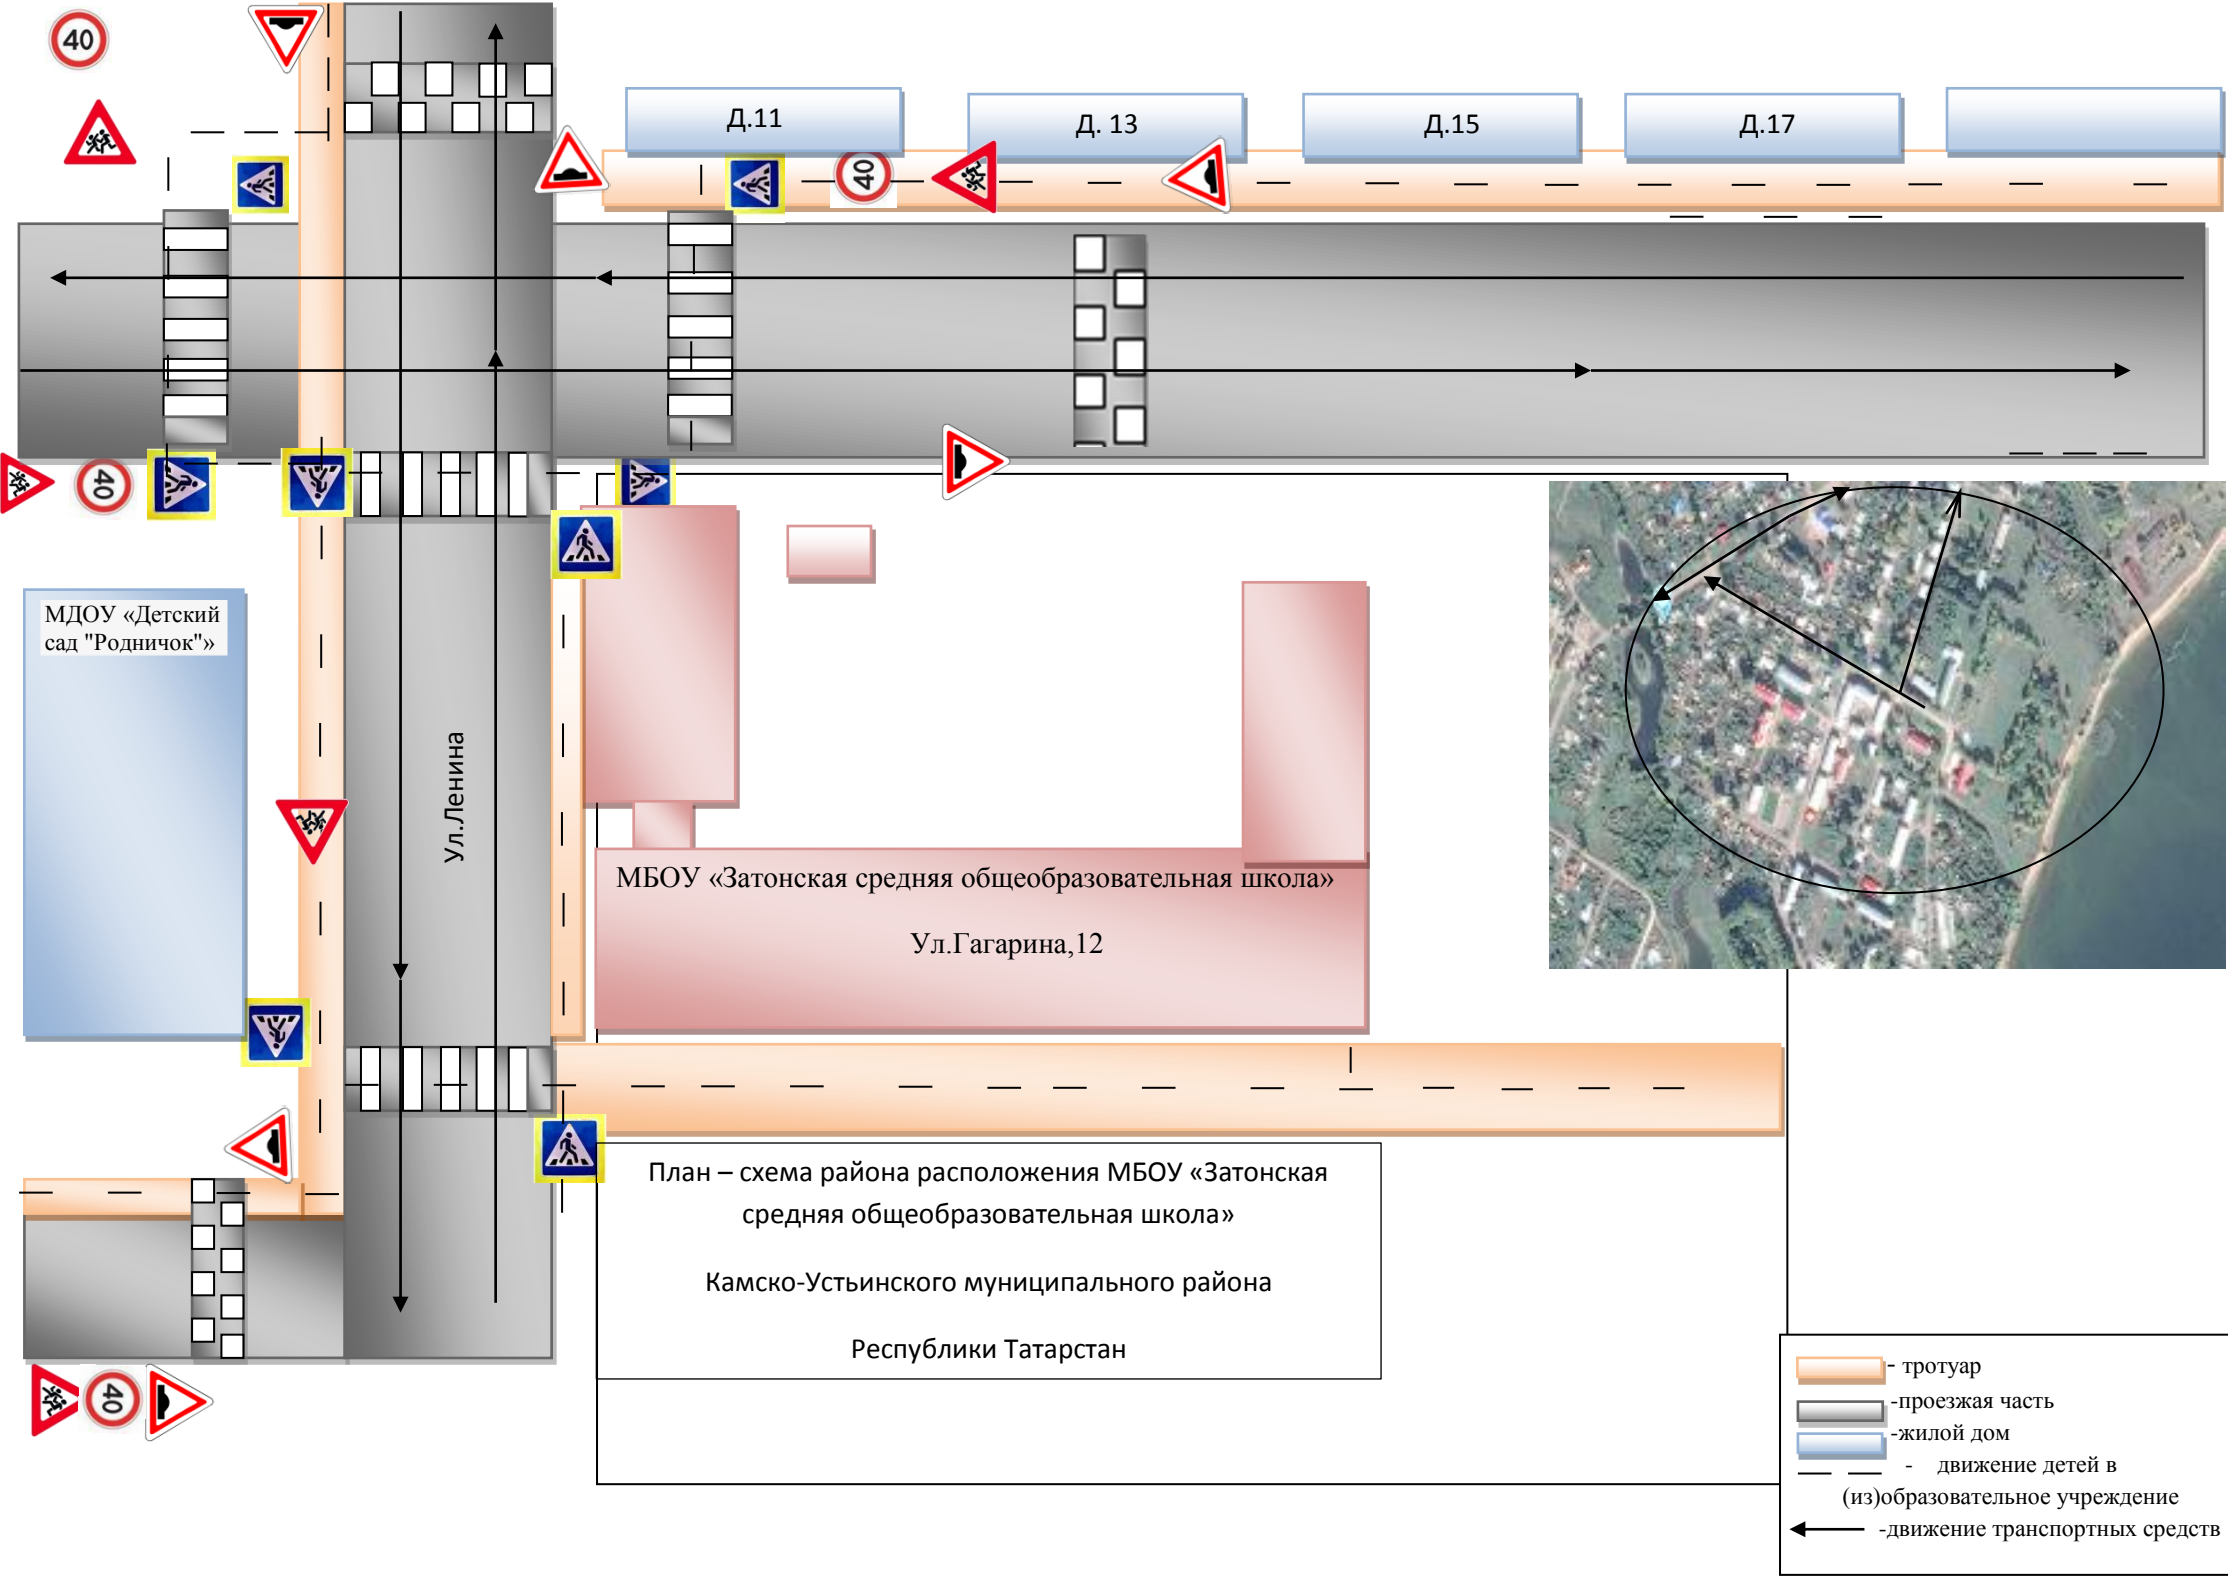 40
Д.11
Д. 13
Д.15
Д.17
40
40
МДОУ «Детский
сад "Родничок"»
Ул.Ленина
МБОУ «Затонская средняя общеобразовательная школа»
Ул.Гагарина,12
План – схема района расположения МБОУ «Затонская
средняя общеобразовательная школа»
Камско-Устьинского муниципального района
Республики Татарстан
40
- тротуар
-проезжая часть
-жилой дом
- движение детей в
(из)образовательное учреждение
-движение транспортных средств